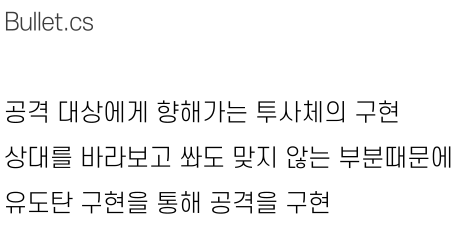 Bullet.cs
공격 대상에게 향해가는 투사체의 구현
상대를 바라보고 쏴도 맞지 않는 부분때문에
유도탄 구현을 통해 공격을 구현